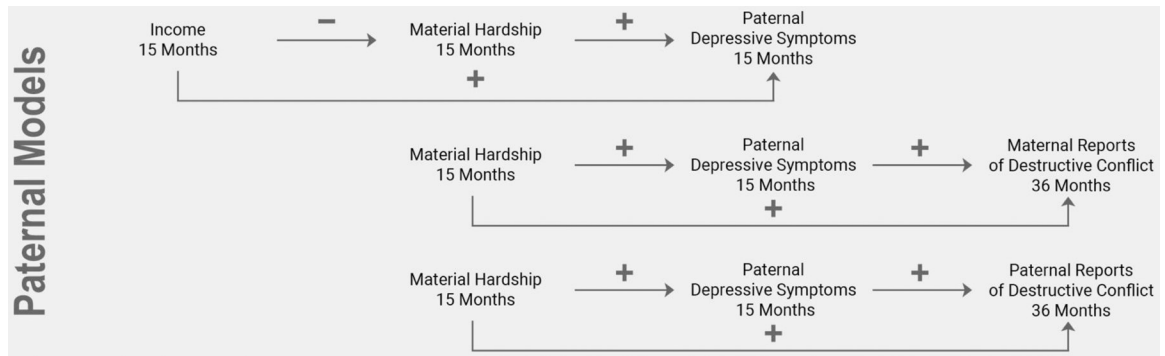 Paternal Models
Income
15 Months
−
Material Hardship
15 Months
+
Paternal
Depressive Symptoms
15 Months
+
Material Hardship
15 Months
+
Paternal
Depressive Symptoms
15 Months
+
Maternal Reports
of Destructive Conflict
36 Months
+
Material Hardship
15 Months
+
Paternal
Depressive Symptoms
15 Months
+
Paternal Reports
of Destructive Conflict
36 Months
+